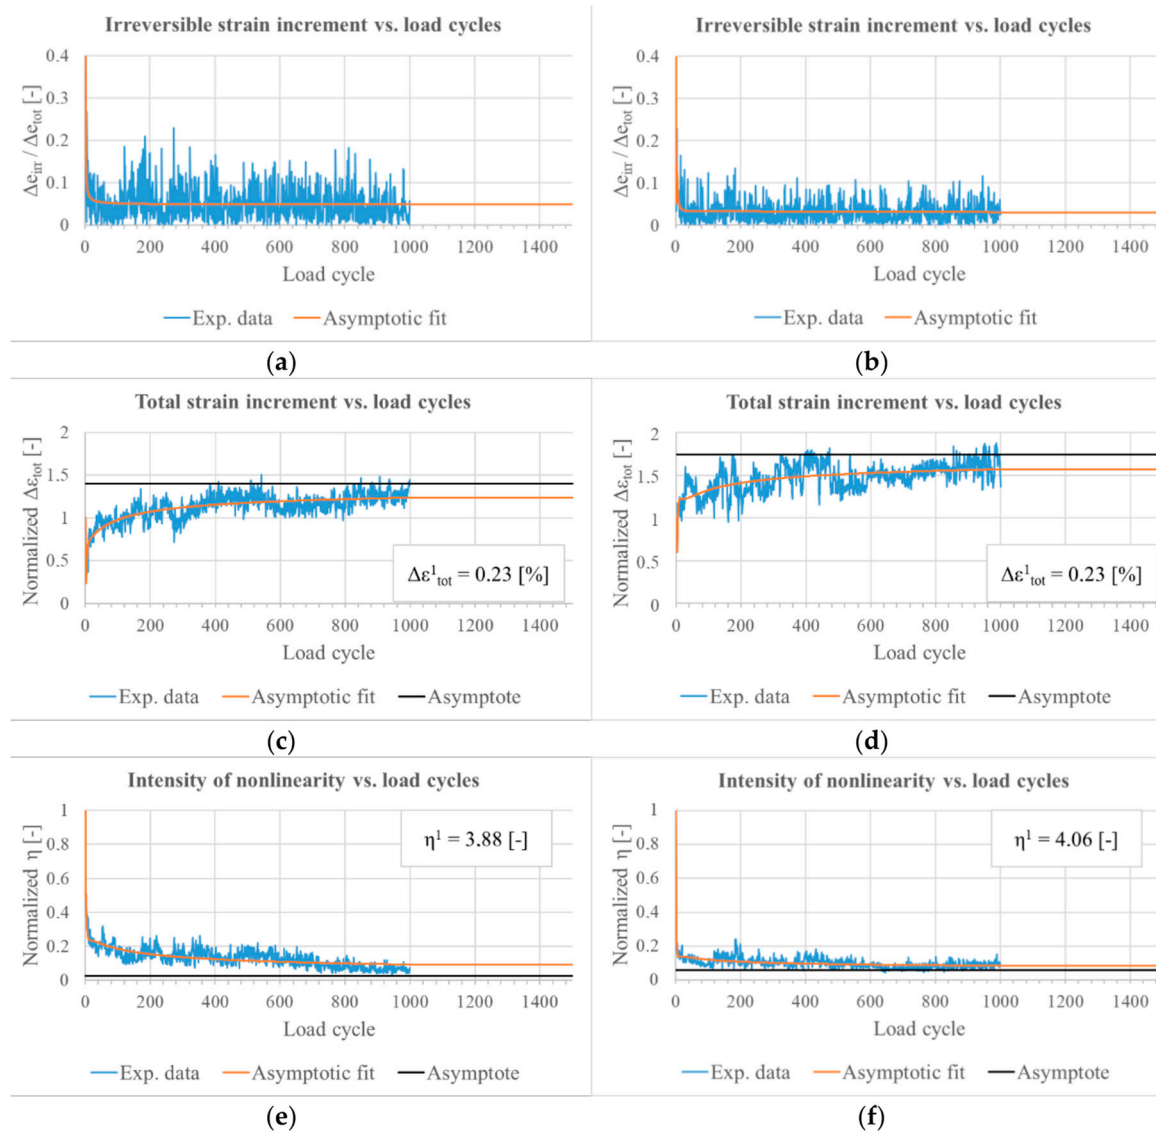 Irreversible strain increment vs. load cycles
Δe_irr / Δe_tot [-]
0.4
0.3
0.2
0.1
0
0 200 400 600 800 1000 1200 1400
Load cycle
Exp. data Asymptotic fit
(a)
Irreversible strain increment vs. load cycles
Δe_irr / Δe_tot [-]
0.4
0.3
0.2
0.1
0
0 200 400 600 800 1000 1200 1400
Load cycle
Exp. data Asymptotic fit
(b)
Total strain increment vs. load cycles
Normalized Δε_tot [-]
2
1.5
1
0.5
0
Δε¹_tot = 0.23 [%]
0 200 400 600 800 1000 1200 1400
Load cycle
Exp. data Asymptotic fit Asymptote
(c)
Total strain increment vs. load cycles
Normalized Δε_tot [-]
2
1.5
1
0.5
0
Δε¹_tot = 0.23 [%]
0 200 400 600 800 1000 1200 1400
Load cycle
Exp. data Asymptotic fit Asymptote
(d)
Intensity of nonlinearity vs. load cycles
Normalized η [-]
1
0.8
0.6
0.4
0.2
0
η¹ = 3.88 [-]
0 200 400 600 800 1000 1200 1400
Load cycle
Exp. data Asymptotic fit Asymptote
(e)
Intensity of nonlinearity vs. load cycles
Normalized η [-]
1
0.8
0.6
0.4
0.2
0
η¹ = 4.06 [-]
0 200 400 600 800 1000 1200 1400
Load cycle
Exp. data Asymptotic fit Asymptote
(f)